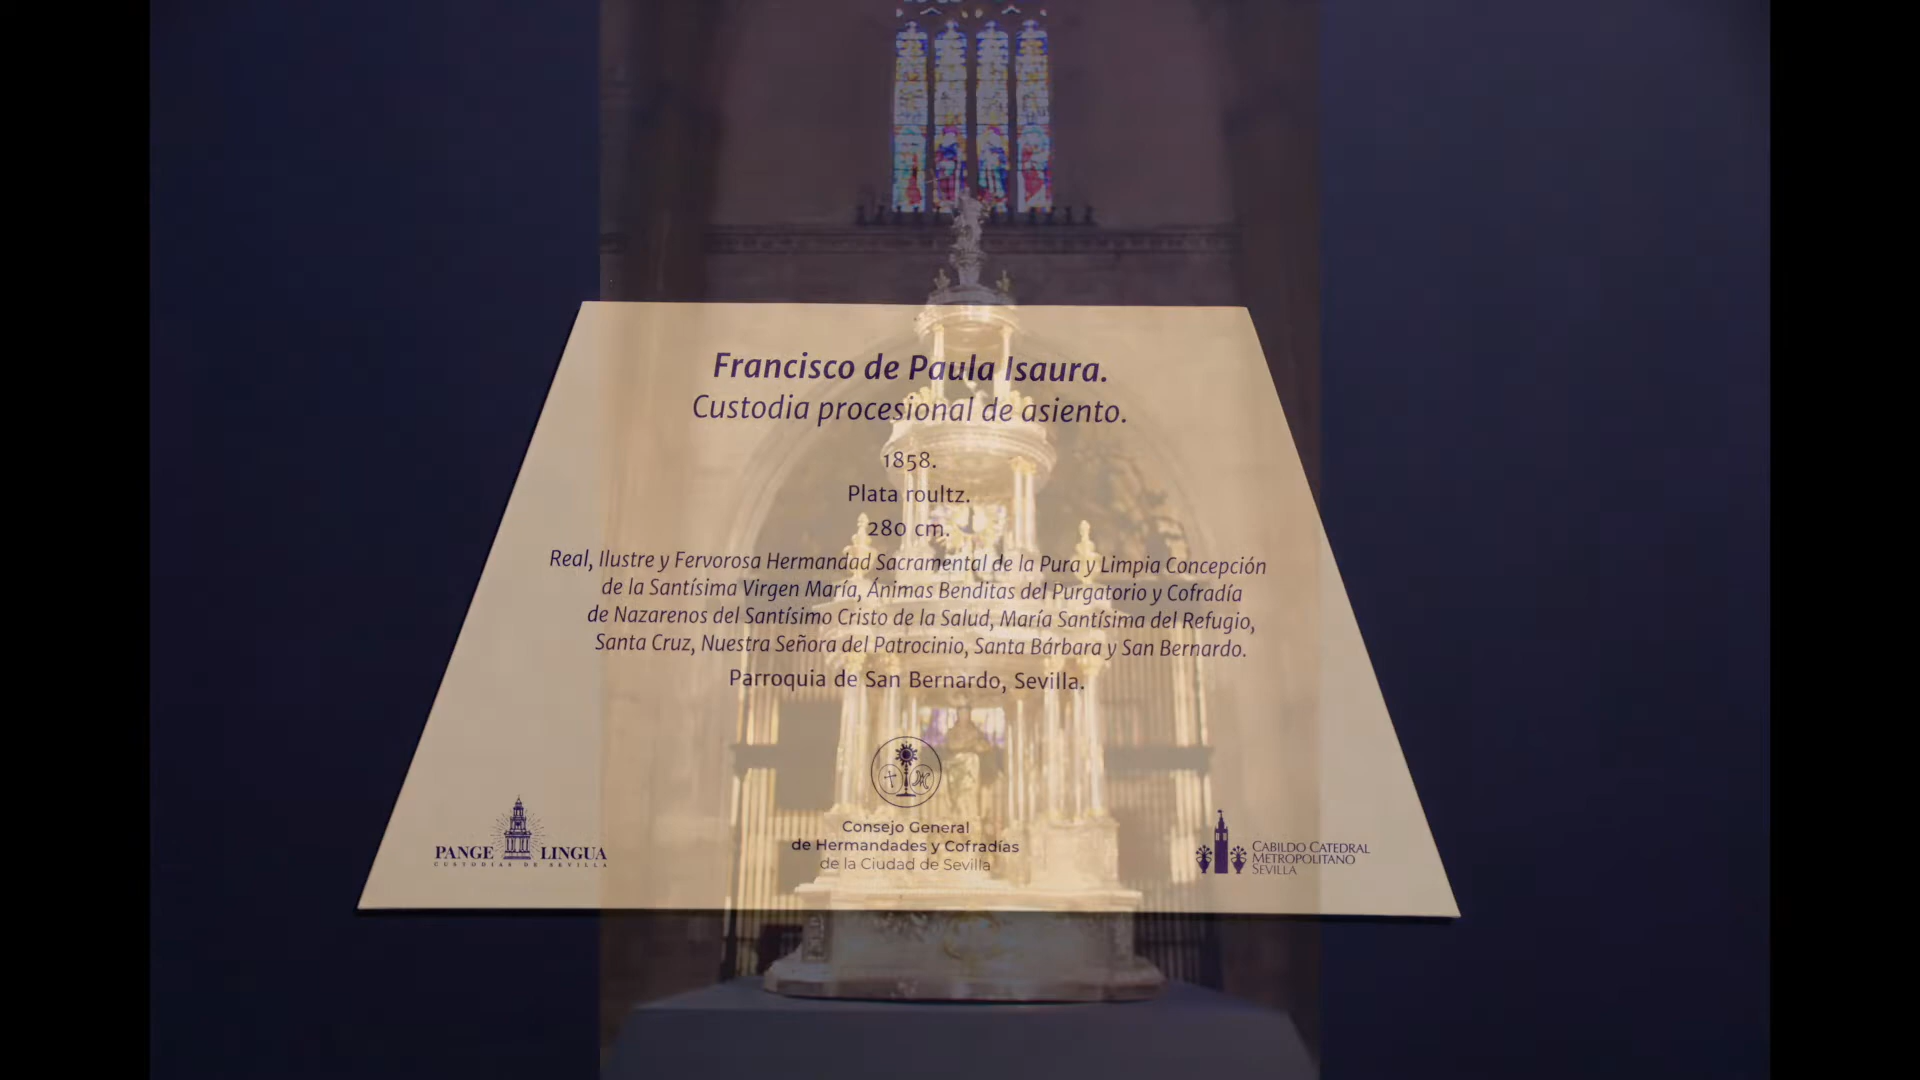 Francisco de Paula Isaura.
Custodia procesional de asiento.
1858.
Plata roultz.
280 cm.
Real, Ilustre y Fervorosa Hermandad Sacramental de la Pura y Limpia Concepción
de la Santísima Virgen María, Ánimas Benditas del Purgatorio y Cofradía
de Nazarenos del Santísimo Cristo de la Salud, María Santísima del Refugio,
Santa Cruz, Nuestra Señora del Patrocinio, Santa Bárbara y San Bernardo.
Parroquia de San Bernardo, Sevilla.
PANGE LINGUA
CUSTODIAS DE SEVILLA
Consejo General
de Hermandades y Cofradías
de la Ciudad de Sevilla
CABILDO CATEDRAL
METROPOLITANO
SEVILLA